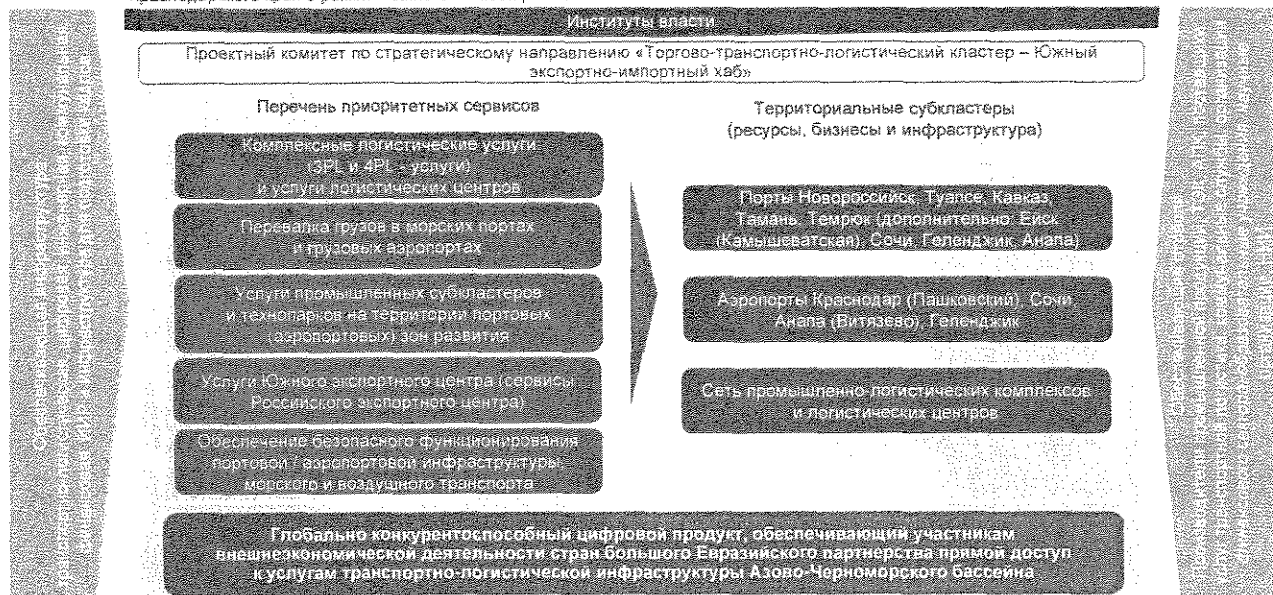 Институты власти
Проектный комитет по стратегическому направлению «Торгово-транспортно-логистический кластер – Южный
экспортно-импортный хаб»
Перечень приоритетных сервисов
Комплексные логистические услуги
(3PL и 4PL - услуги)
и услуги логистических центров
Перевалка грузов в морских портах
и грузовых аэропортах
Услуги промышленных субкластеров
и технопарков на территории портовых
(аэропортовых) зон развития
Услуги Южного экспортного центра (сервисы
Российского экспортного центра)
Обеспечение безопасного функционирования
портовой и аэропортовой инфраструктуры,
морского и воздушного транспорта
Территориальные субкластеры
(ресурсы, бизнесы и инфраструктура)
Порты Новороссийск, Туапсе, Кавказ,
Тамань, Темрюк (дополнительно: Ейск
(Камышеватская), Сочи, Геленджик, Анапа)
Аэропорты Краснодар (Пашковский), Сочи,
Анапа (Витязево), Геленджик
Сеть промышленно-логистических комплексов
и логистических центров
Глобально конкурентоспособный цифровой продукт, обеспечивающий участникам
внешнеэкономической деятельности стран большого Евразийского партнерства прямой доступ
к услугам транспортно-логистической инфраструктуры Азово-Черноморского бассейна